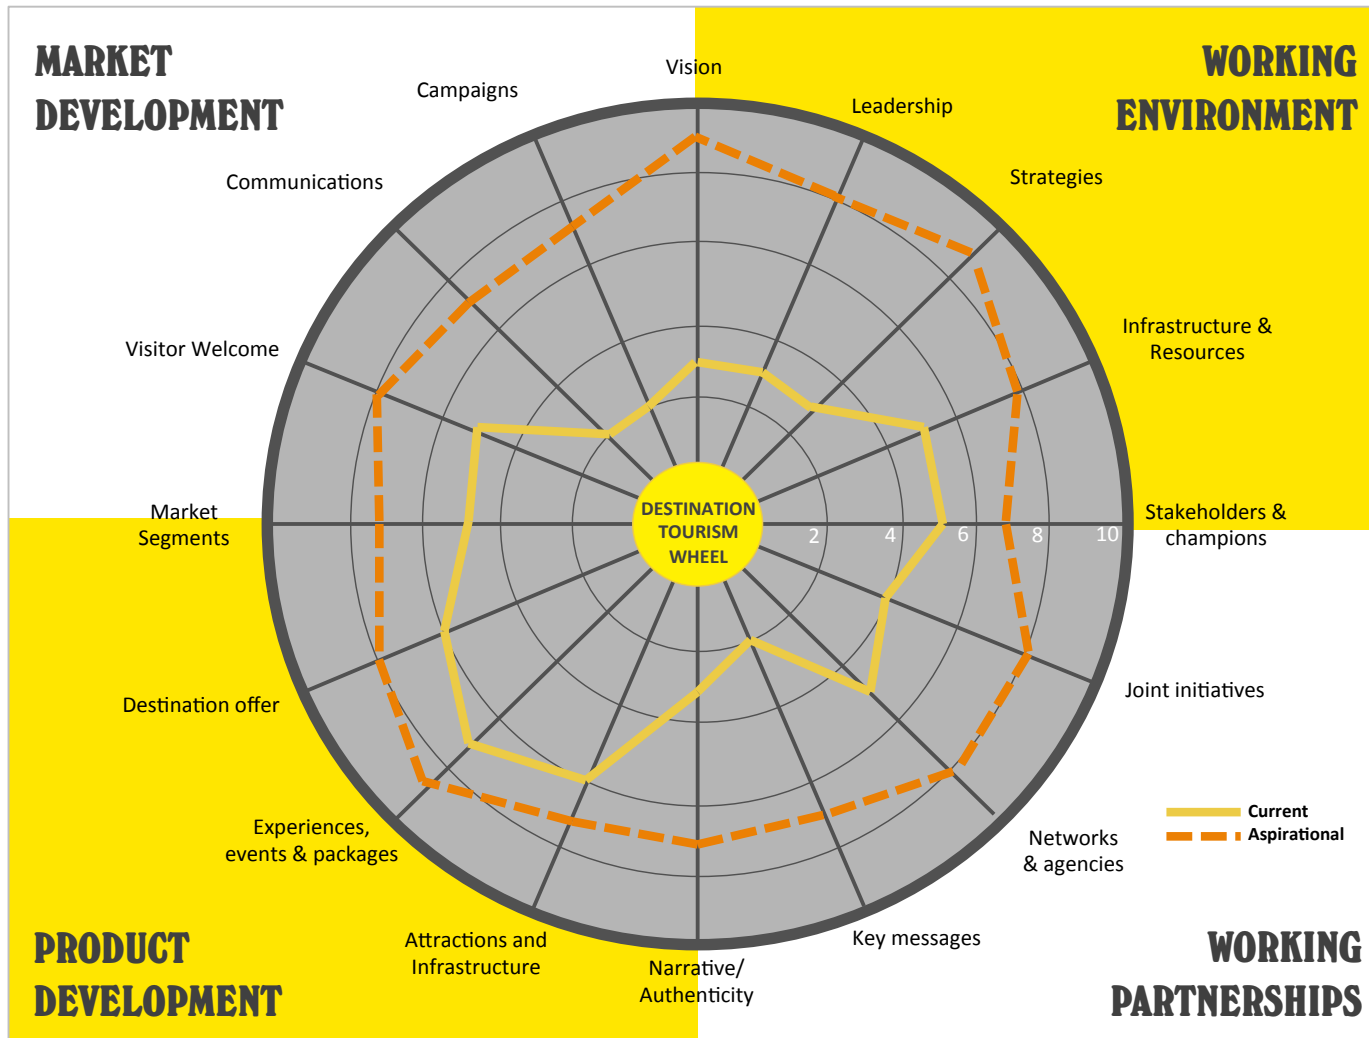 MARKET
DEVELOPMENT
WORKING
ENVIRONMENT
Vision
Campaigns
Leadership
Communications
Strategies
Visitor Welcome
Infrastructure &
Resources
Market
Segments
DESTINATION
TOURISM
WHEEL
2
4
6
8
10
Stakeholders &
champions
Destination offer
Joint initiatives
Experiences,
events & packages
Networks
& agencies
Current
Aspirational
Attractions and
Infrastructure
Narrative/
Authenticity
Key messages
PRODUCT
DEVELOPMENT
WORKING
PARTNERSHIPS